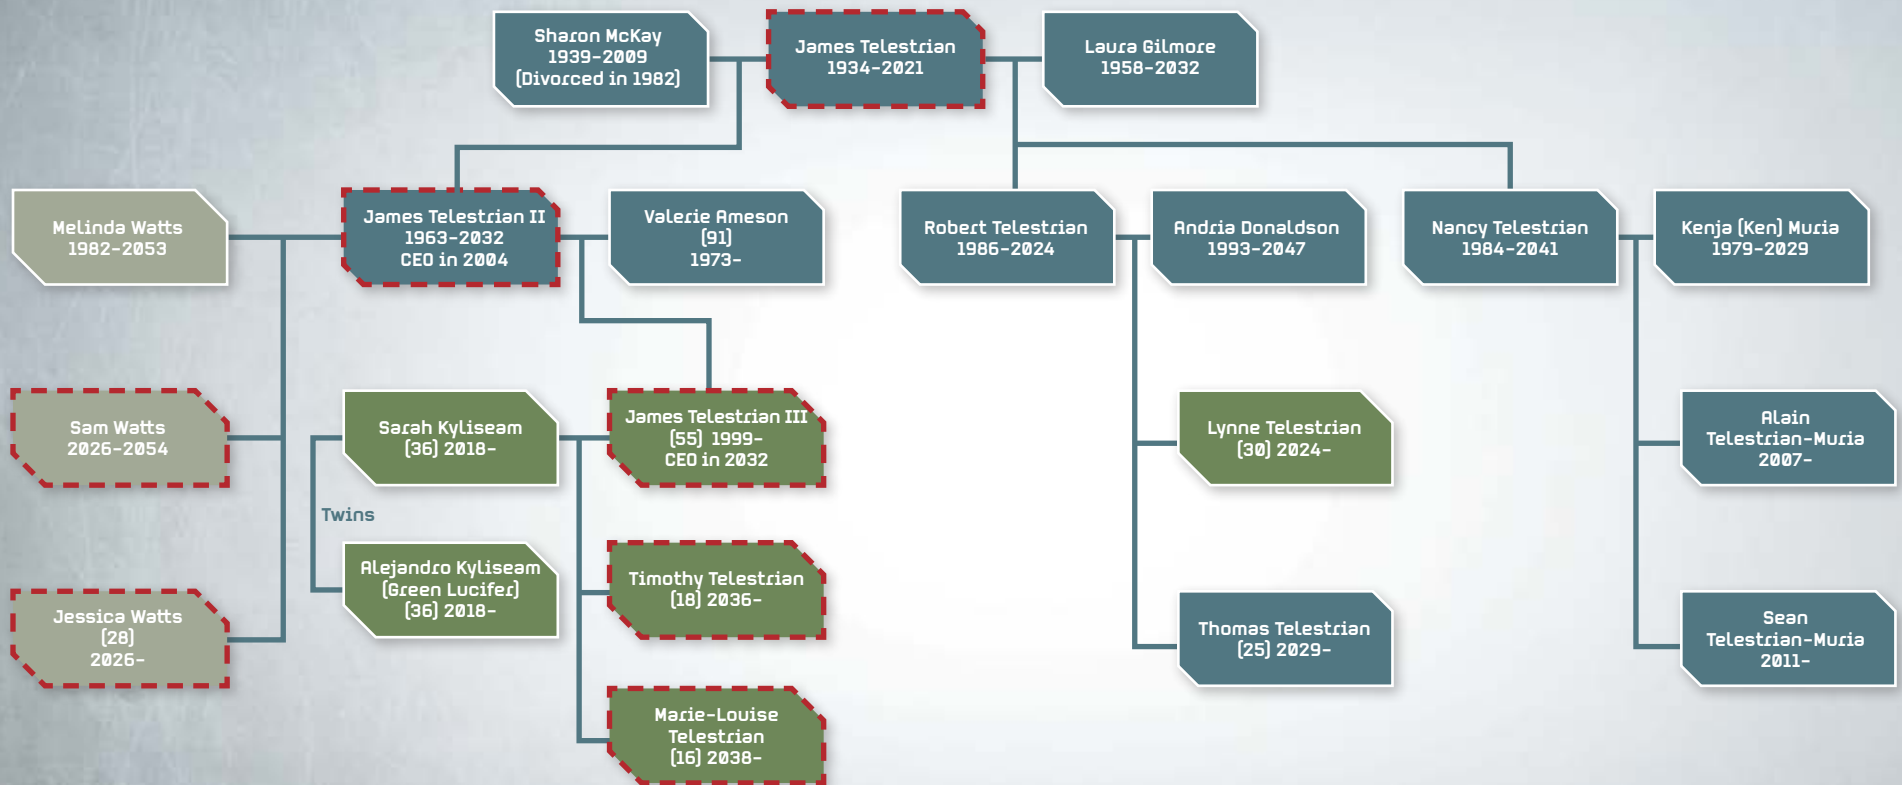 Sharon McKay
1939-2009
(Divorced in 1982)
James Telestrian
1934-2021
Laura Gilmore
1958-2032
Melinda Watts
1982-2053
James Telestrian II
1963-2032
CEO in 2004
Valerie Ameson
(91)
1973-
Robert Telestrian
1986-2024
Andria Donaldson
1993-2047
Nancy Telestrian
1984-2041
Kenja (Ken) Muria
1979-2029
Sam Watts
2026-2054
Sarah Kyliseam
(36) 2018-
James Telestrian III
(55) 1999-
CEO in 2032
Lynne Telestrian
(30) 2024-
Alain
Telestrian-Muria
2007-
Twins
Alejandro Kyliseam
(Green Lucifer)
(36) 2018-
Timothy Telestrian
(18) 2036-
Jessica Watts
(28)
2026-
Thomas Telestrian
(25) 2029-
Sean
Telestrian-Muria
2011-
Marie-Louise
Telestrian
(16) 2038-